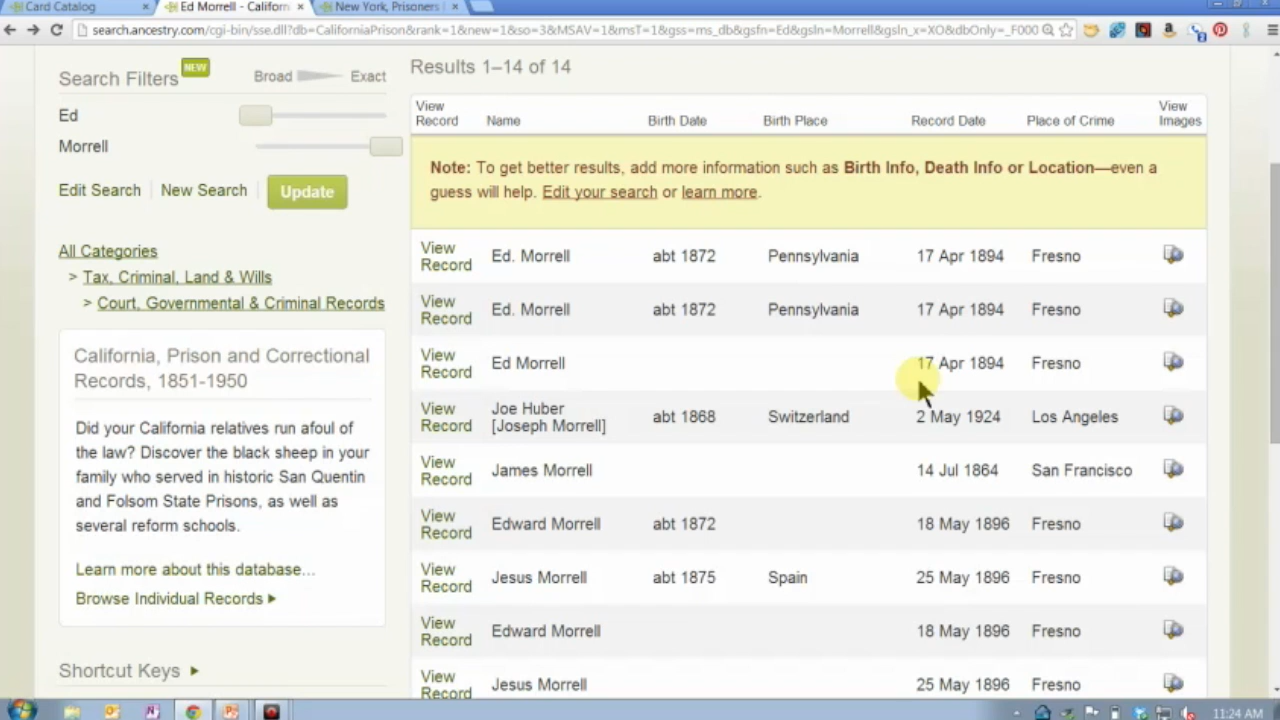 Card Catalog × Ed Morrell - Californ × New York, Prisoners | ×
search.ancestry.com/cgi-bin/sse.dll?db=CaliforniaPrison&rank=1&new=1&so=3&MSAV=1&msT=1&gss=ms_db&gsfn=Ed&gsln=Morrell&gsln_x=XO&dbOnly=_F000
Search Filters NEW
Broad Exact
Ed
Morrell
Edit Search | New Search | Update
All Categories
> Tax, Criminal, Land & Wills
> Court, Governmental & Criminal Records
California, Prison and Correctional
Records, 1851-1950
Did your California relatives run afoul of
the law? Discover the black sheep in your
family who served in historic San Quentin
and Folsom State Prisons, as well as
several reform schools.
Learn more about this database...
Browse Individual Records
Shortcut Keys
Results 1–14 of 14
View Record Name Birth Date Birth Place Record Date Place of Crime View Images
Note: To get better results, add more information such as Birth Info, Death Info or Location—even a
guess will help. Edit your search or learn more.
View Record Ed. Morrell abt 1872 Pennsylvania 17 Apr 1894 Fresno
View Record Ed. Morrell abt 1872 Pennsylvania 17 Apr 1894 Fresno
View Record Ed Morrell 17 Apr 1894 Fresno
View Record Joe Huber [Joseph Morrell] abt 1868 Switzerland 2 May 1924 Los Angeles
View Record James Morrell 14 Jul 1864 San Francisco
View Record Edward Morrell abt 1872 18 May 1896 Fresno
View Record Jesus Morrell abt 1875 Spain 25 May 1896 Fresno
View Record Edward Morrell 18 May 1896 Fresno
View Record Jesus Morrell 25 May 1896 Fresno
11:24 AM